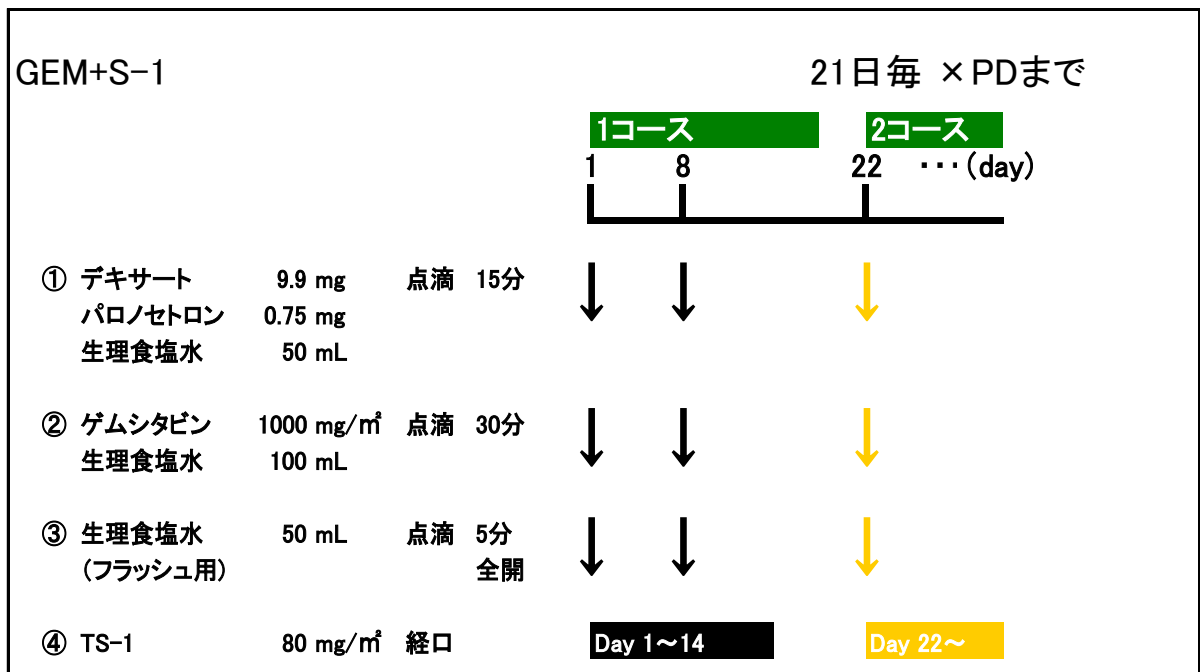 GEM+S-1 21日毎 ×PDまで
1コース 2コース
1 8 22 ・・・(day)
① デキサート 9.9 mg 点滴 15分
パロノセトロン 0.75 mg
生理食塩水 50 mL
② ゲムシタビン 1000 mg/㎡ 点滴 30分
生理食塩水 100 mL
③ 生理食塩水 50 mL 点滴 5分
(フラッシュ用) 全開
④ TS-1 80 mg/㎡ 経口 Day 1～14 Day 22～